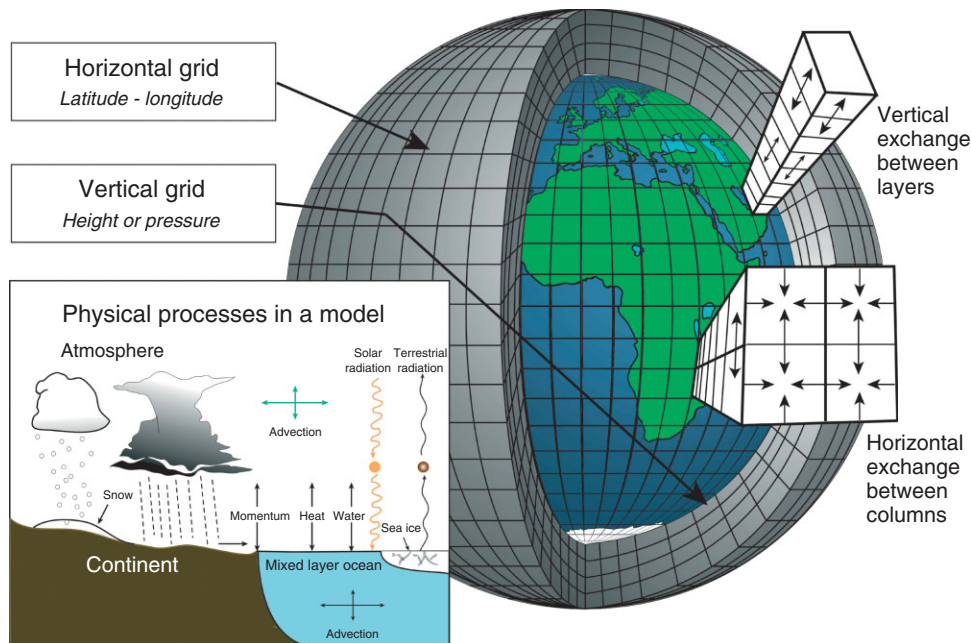 Horizontal grid
Latitude - longitude
Vertical grid
Height or pressure
Vertical
exchange
between
layers
Horizontal
exchange
between
columns
Physical processes in a model
Atmosphere
Solar
radiation
Terrestrial
radiation
Advection
Snow
Momentum
Heat
Water
Sea ice
Continent
Mixed layer ocean
Advection